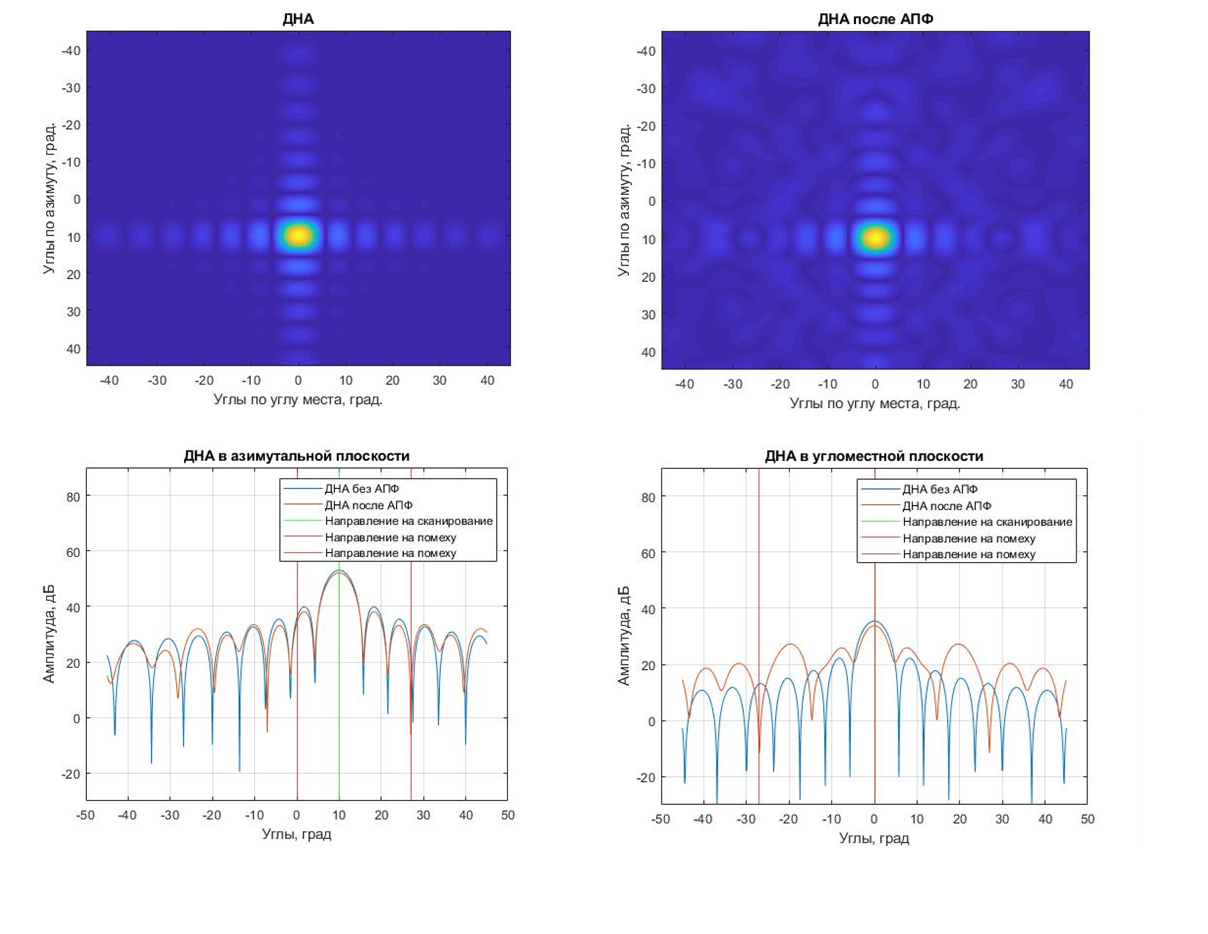 ДНА
-40
-30
-20
-10
0
10
20
30
40
Углы по азимуту, град.
-40 -30 -20 -10 0 10 20 30 40
Углы по углу места, град.
ДНА после АПФ
-40
-30
-20
-10
0
10
20
30
40
Углы по азимуту, град.
-40 -30 -20 -10 0 10 20 30 40
Углы по углу места, град.
ДНА в азимутальной плоскости
80
60
40
20
0
-20
Амплитуда, дБ
ДНА без АПФ
ДНА после АПФ
Направление на сканирование
Направление на помеху
Направление на помеху
-50 -40 -30 -20 -10 0 10 20 30 40 50
Углы, град
ДНА в угломестной плоскости
80
60
40
20
0
-20
Амплитуда, дБ
ДНА без АПФ
ДНА после АПФ
Направление на сканирование
Направление на помеху
Направление на помеху
-50 -40 -30 -20 -10 0 10 20 30 40 50
Углы, град